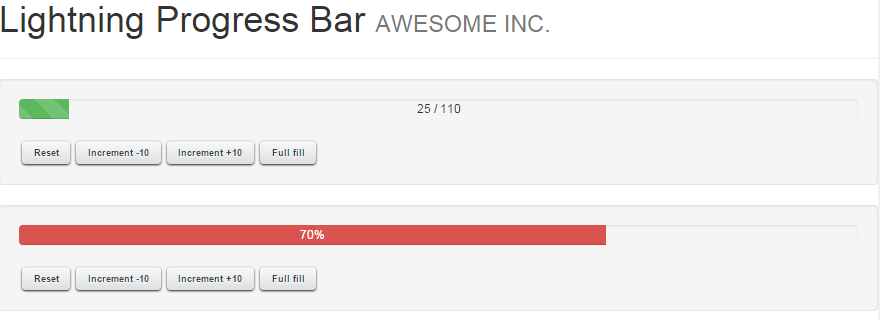 Lightning Progress Bar AWESOME INC.
25 / 110
Reset Increment -10 Increment +10 Full fill
70%
Reset Increment -10 Increment +10 Full fill